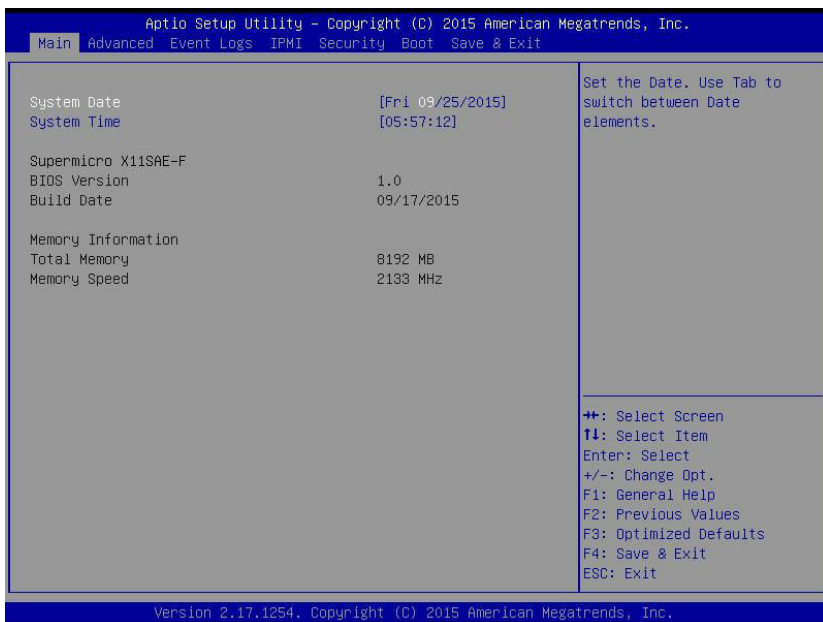 Aptio Setup Utility – Copyright (C) 2015 American Megatrends, Inc.
Main Advanced Event Logs IPMI Security Boot Save & Exit
System Date [Fri 09/25/2015]
System Time [05:57:12]
Supermicro X11SAE-F
BIOS Version 1.0
Build Date 09/17/2015
Memory Information
Total Memory 8192 MB
Memory Speed 2133 MHz
Set the Date. Use Tab to
switch between Date
elements.
→←: Select Screen
↑↓: Select Item
Enter: Select
+/-: Change Opt.
F1: General Help
F2: Previous Values
F3: Optimized Defaults
F4: Save & Exit
ESC: Exit
Version 2.17.1254. Copyright (C) 2015 American Megatrends, Inc.